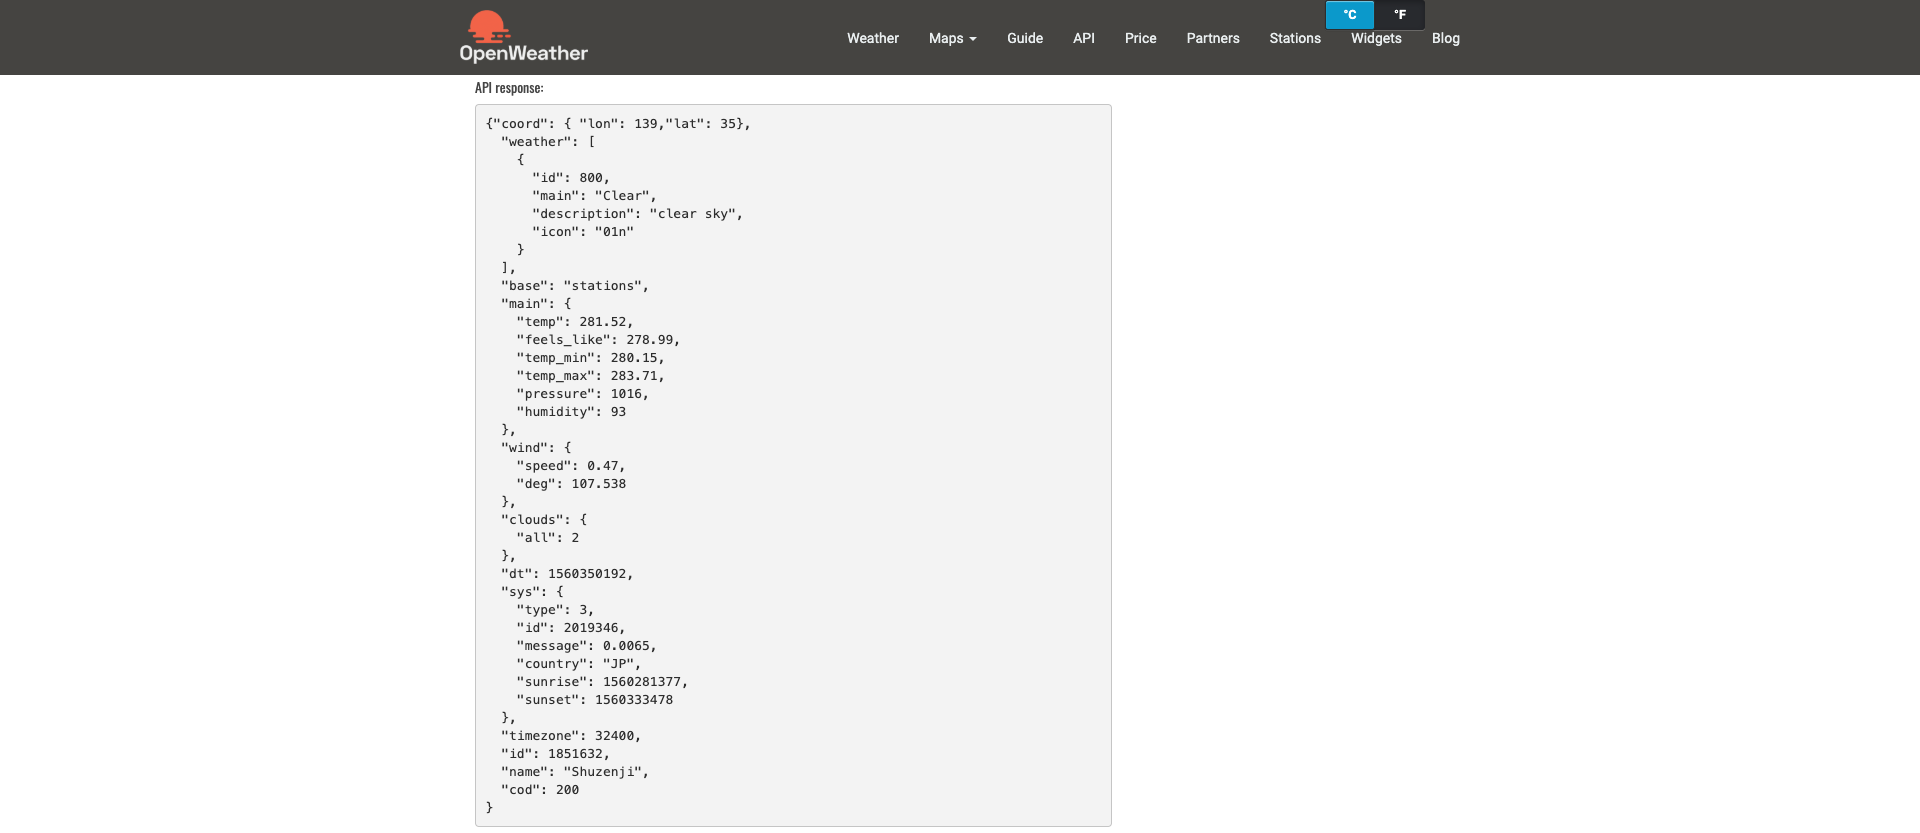 °C °F
OpenWeather Weather Maps Guide API Price Partners Stations Widgets Blog
API response:
{"coord": { "lon": 139,"lat": 35},
  "weather": [
    {
      "id": 800,
      "main": "Clear",
      "description": "clear sky",
      "icon": "01n"
    }
  ],
  "base": "stations",
  "main": {
    "temp": 281.52,
    "feels_like": 278.99,
    "temp_min": 280.15,
    "temp_max": 283.71,
    "pressure": 1016,
    "humidity": 93
  },
  "wind": {
    "speed": 0.47,
    "deg": 107.538
  },
  "clouds": {
    "all": 2
  },
  "dt": 1560350192,
  "sys": {
    "type": 3,
    "id": 2019346,
    "message": 0.0065,
    "country": "JP",
    "sunrise": 1560281377,
    "sunset": 1560333478
  },
  "timezone": 32400,
  "id": 1851632,
  "name": "Shuzenji",
  "cod": 200
}